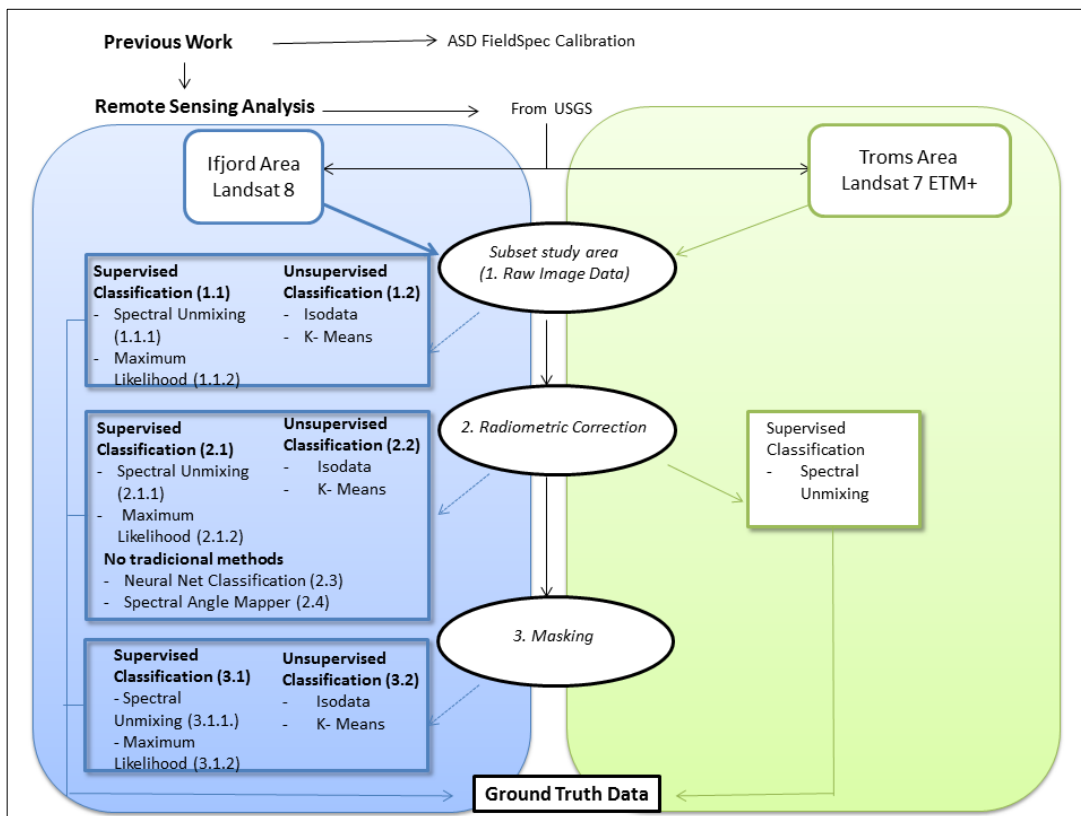 Previous Work
ASD FieldSpec Calibration
Remote Sensing Analysis
From USGS
Ifjord Area
Landsat 8
Troms Area
Landsat 7 ETM+
Subset study area
(1. Raw Image Data)
Supervised
Classification (1.1)
- Spectral Unmixing
(1.1.1)
- Maximum
Likelihood (1.1.2)
Unsupervised
Classification (1.2)
- Isodata
- K- Means
2. Radiometric Correction
Supervised
Classification (2.1)
- Spectral Unmixing
(2.1.1)
- Maximum
Likelihood (2.1.2)
Unsupervised
Classification (2.2)
- Isodata
- K- Means
No tradicional methods
- Neural Net Classification (2.3)
- Spectral Angle Mapper (2.4)
Supervised
Classification
- Spectral
Unmixing
3. Masking
Supervised
Classification (3.1)
- Spectral
Unmixing (3.1.1.)
- Maximum
Likelihood (3.1.2)
Unsupervised
Classification (3.2)
- Isodata
- K- Means
Ground Truth Data